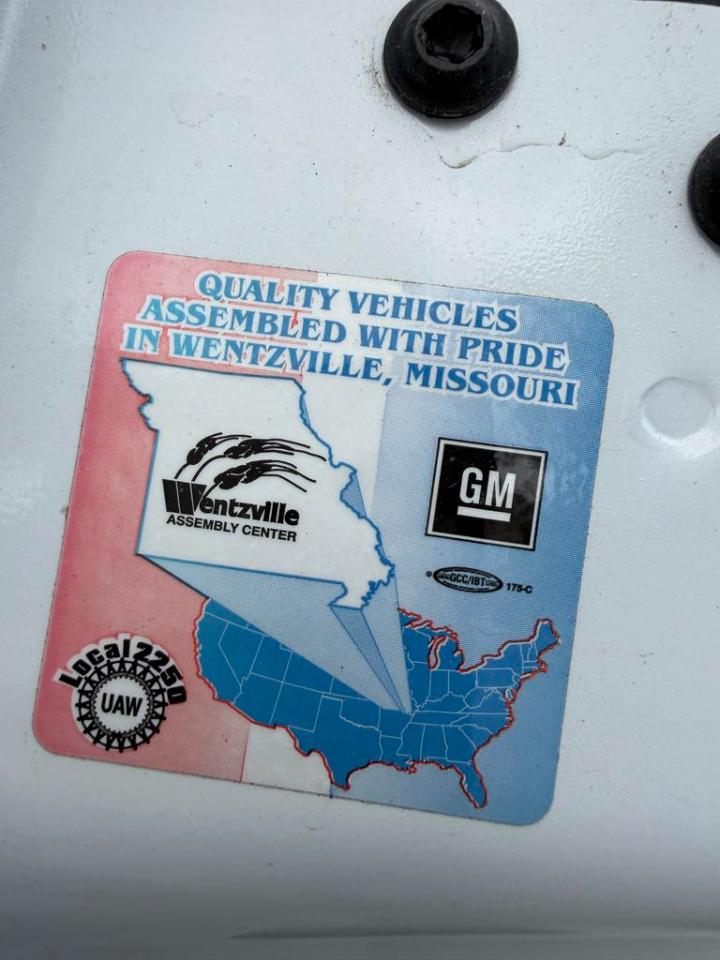 QUALITY VEHICLES
ASSEMBLED WITH PRIDE
IN WENTZVILLE, MISSOURI
Wentzville
ASSEMBLY CENTER
GM
GCC/IBT
175-C
Local 2250
UAW